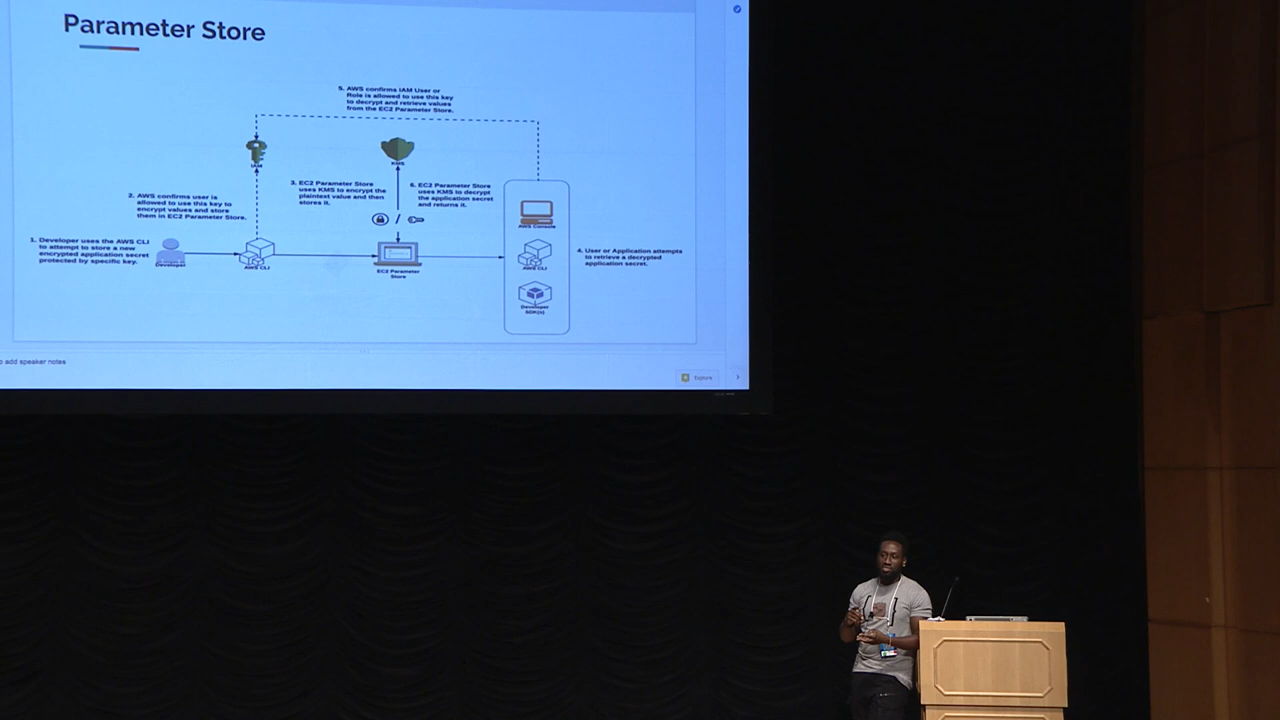 Parameter Store
5. AWS confirms IAM User or
Role is allowed to use this key
to decrypt and retrieve values
from the EC2 Parameter Store.
IAM
KMS
2. AWS confirms user is
allowed to use this key to
encrypt values and store
them in EC2 Parameter Store.
3. EC2 Parameter Store
uses KMS to encrypt the
plaintext value and then
stores it.
6. EC2 Parameter Store
uses KMS to decrypt
the application secret
and returns it.
/
AWS Console
1. Developer uses the AWS CLI
to attempt to store a new
encrypted application secret
protected by specific key.
Developer
AWS CLI
EC2 Parameter
Store
AWS CLI
4. User or Application attempts
to retrieve a decrypted
application secret.
Developer
SDK(s)
o add speaker notes
Explore